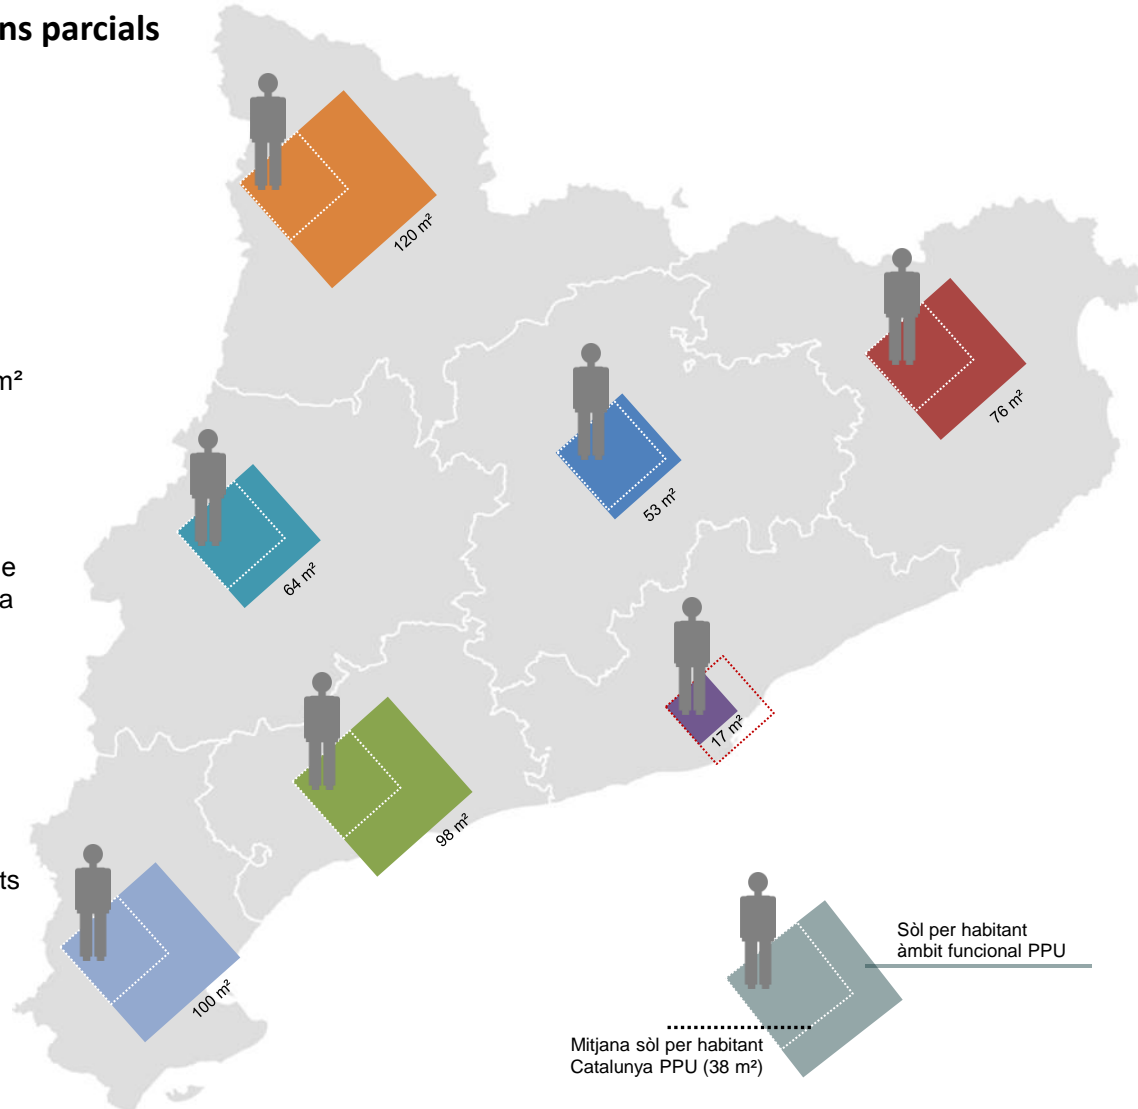 ns parcials
120 m²
76 m²
m²
53 m²
64 m²
e
a
17 m²
98 m²
ts
100 m²
Sòl per habitant
àmbit funcional PPU
Mitjana sòl per habitant
Catalunya PPU (38 m²)